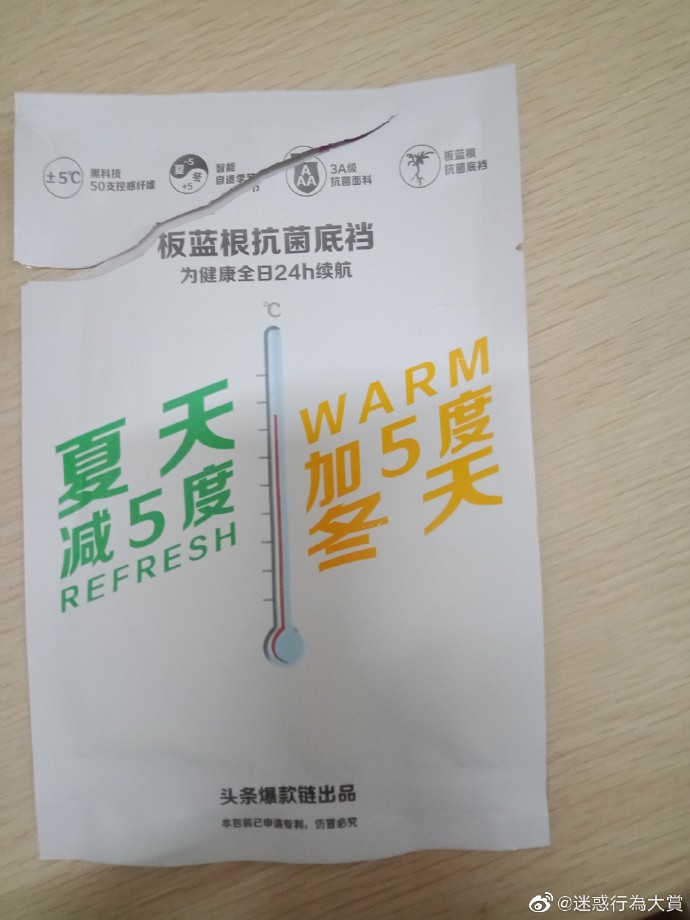 ±5℃
黑科技
50支控感纤维
夏-5
冬+5
智能
A
AAA
3A级
抗菌面料
板蓝根
抗菌底裆
板蓝根抗菌底裆
为健康全日24h续航
℃
夏天
减5度
REFRESH
WARM
加5度
冬天
头条爆款链出品
本包装已申请专利，仿冒必究
@迷惑行為大賞